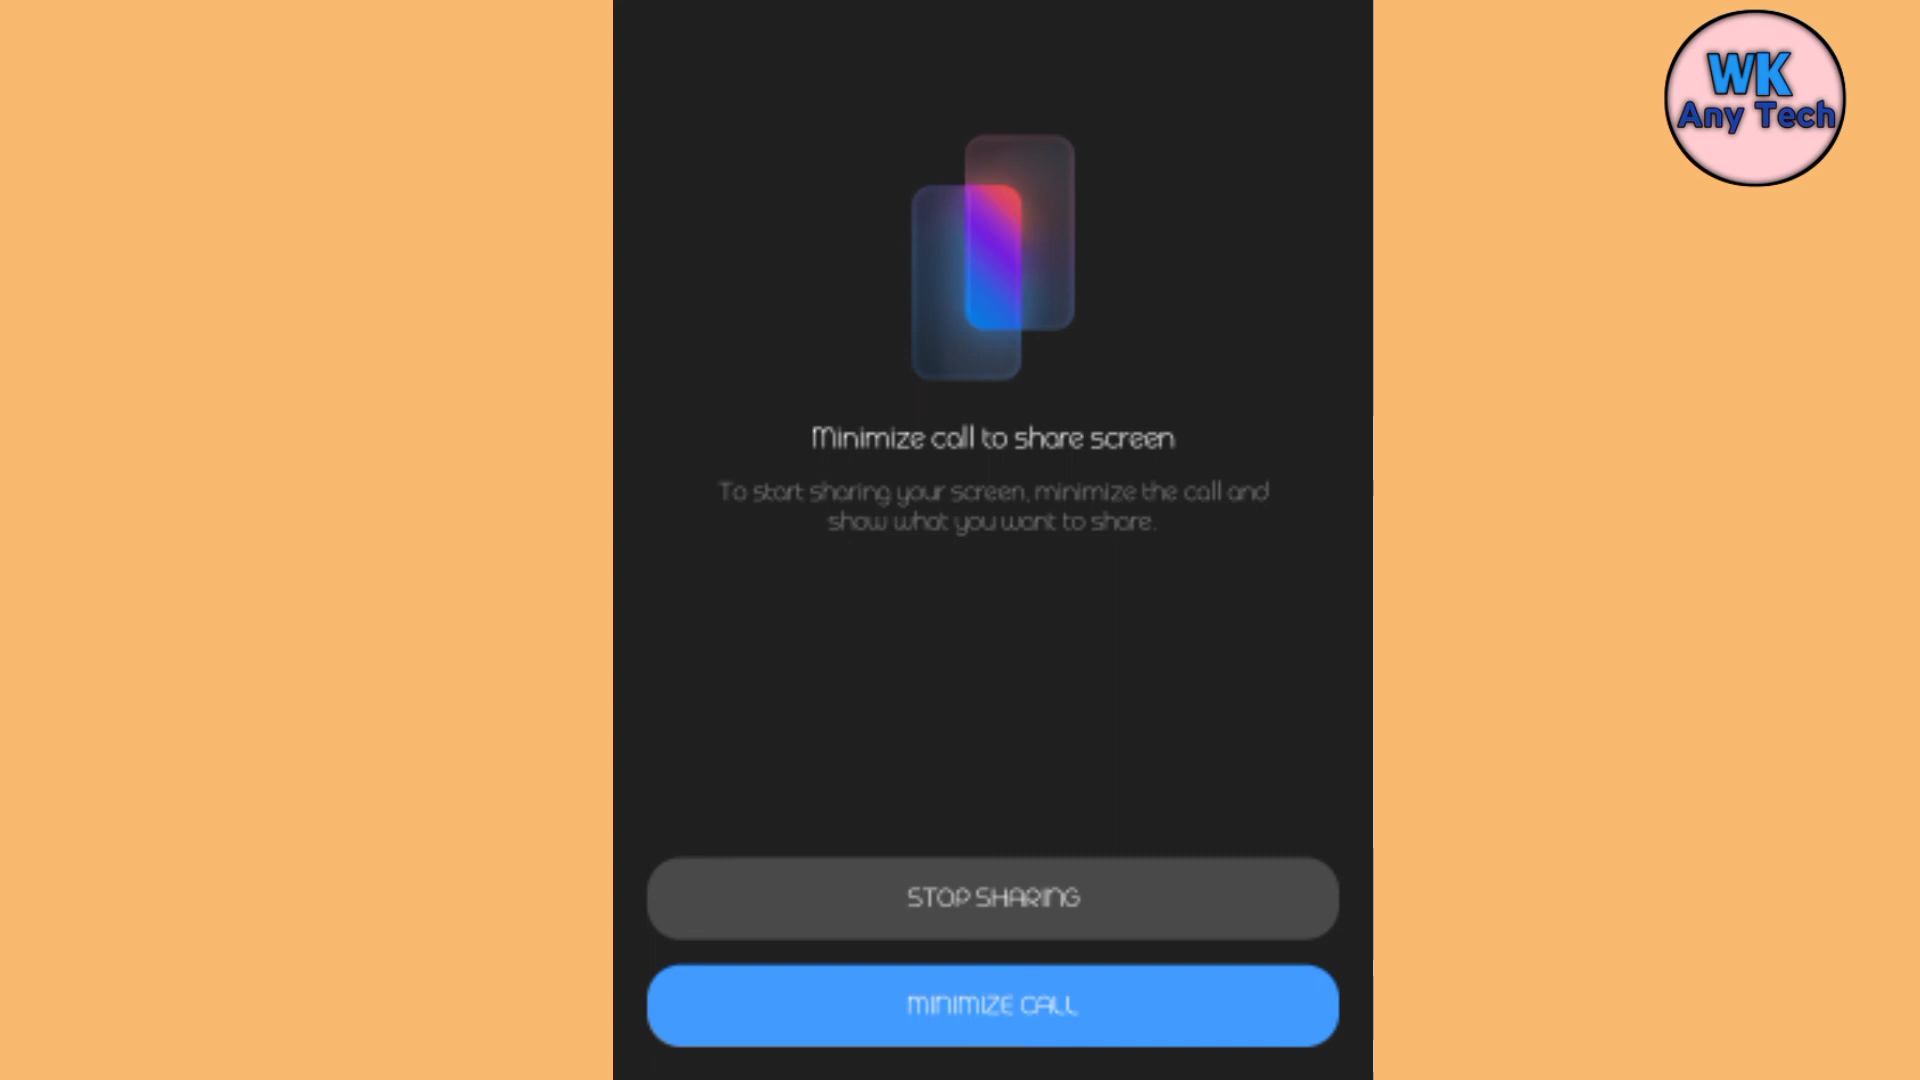 WK
Any Tech
Minimize call to share screen
To start sharing your screen, minimize the call and
show what you want to share.
STOP SHARING
MINIMIZE CALL